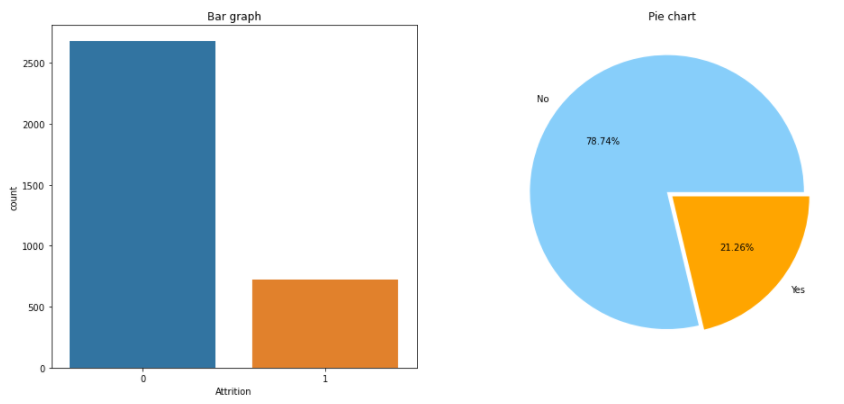 Bar graph
2500
2000
1500
1000
500
0
count
0
1
Attrition
Pie chart
No
78.74%
21.26%
Yes